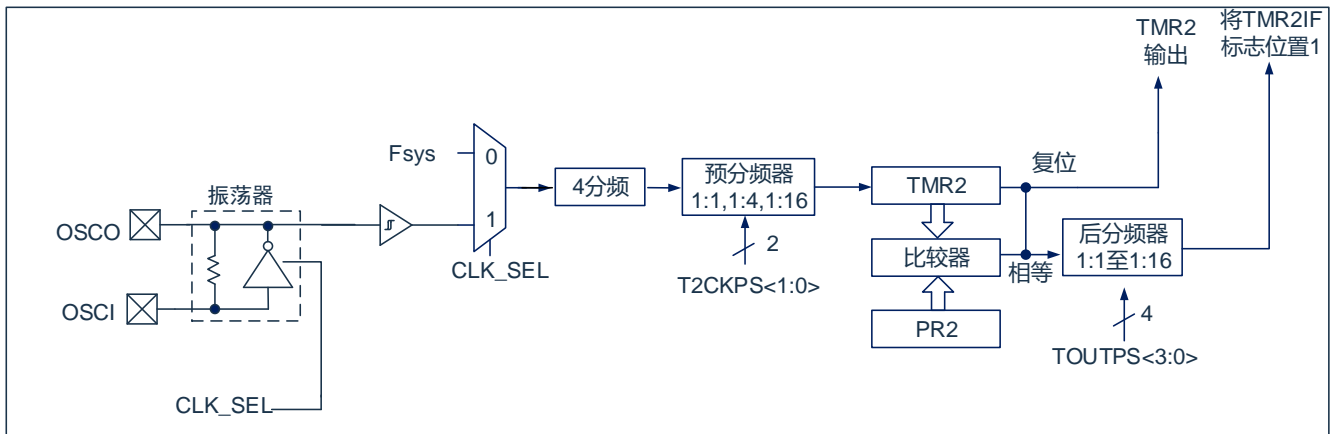 TMR2
输出
将TMR2IF
标志位置1
Fsys
0
1
CLK_SEL
4分频
预分频器
1:1,1:4,1:16
2
T2CKPS<1:0>
TMR2
复位
比较器
相等
PR2
后分频器
1:1至1:16
4
TOUTPS<3:0>
振荡器
OSCO
OSCI
CLK_SEL